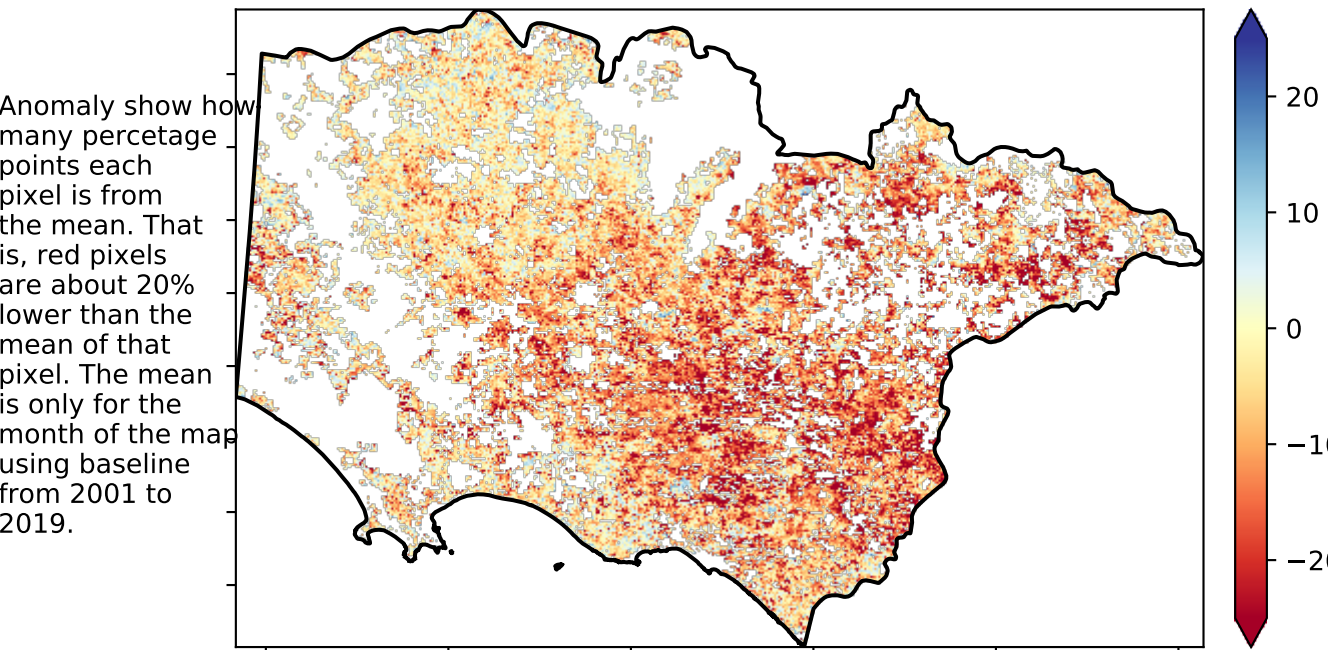 Anomaly show how
many percetage
points each
pixel is from
the mean. That
is, red pixels
are about 20%
lower than the
mean of that
pixel. The mean
is only for the
month of the map
using baseline
from 2001 to
2019.
20
10
0
−10
−20